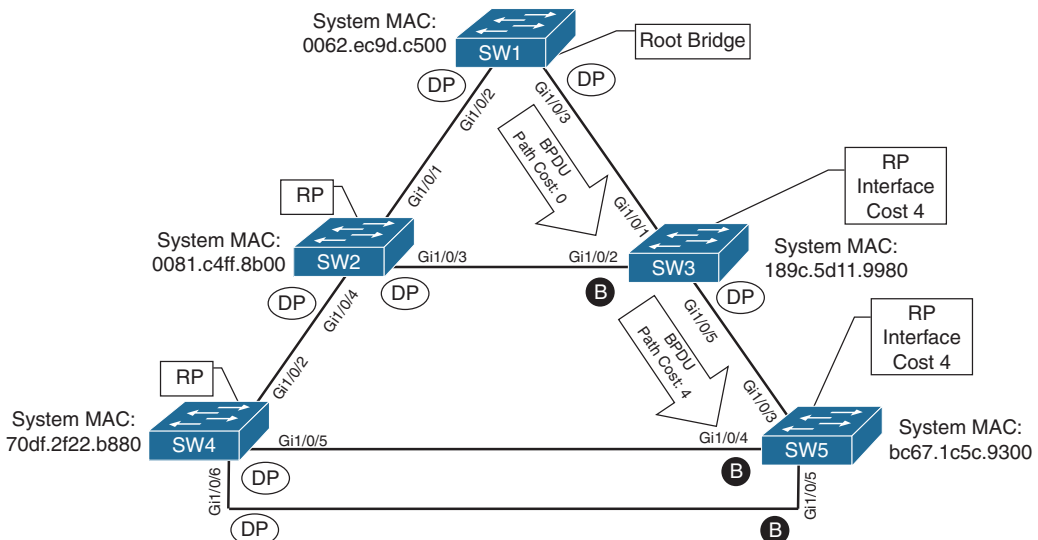 System MAC:
0062.ec9d.c500
SW1
Root Bridge
DP
DP
Gi1/0/2
Gi1/0/3
BPDU
Path Cost: 0
RP
Interface
Cost 4
RP
Gi1/0/1
Gi1/0/1
System MAC:
0081.c4ff.8b00
SW2
Gi1/0/3
Gi1/0/2
SW3
System MAC:
189c.5d11.9980
DP
DP
B
DP
Gi1/0/4
Gi1/0/5
BPDU
Path Cost: 4
RP
Interface
Cost 4
RP
Gi1/0/2
Gi1/0/3
System MAC:
70df.2f22.b880
SW4
Gi1/0/5
Gi1/0/4
SW5
System MAC:
bc67.1c5c.9300
DP
B
Gi1/0/6
Gi1/0/5
DP
B